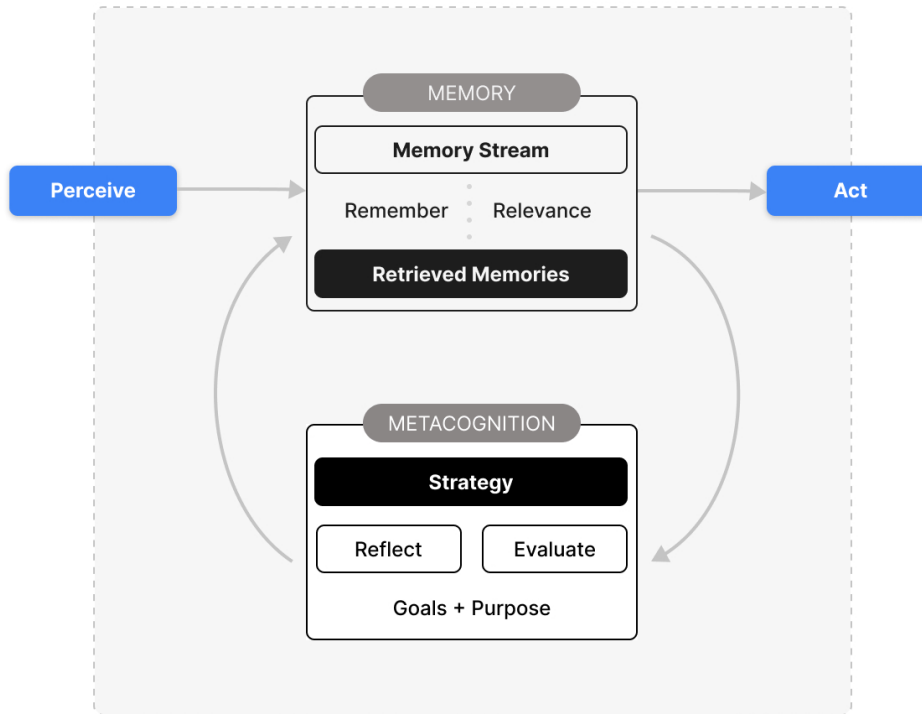 MEMORY
Memory Stream
Perceive
Act
Remember
Relevance
Retrieved Memories
METACOGNITION
Strategy
Reflect
Evaluate
Goals + Purpose